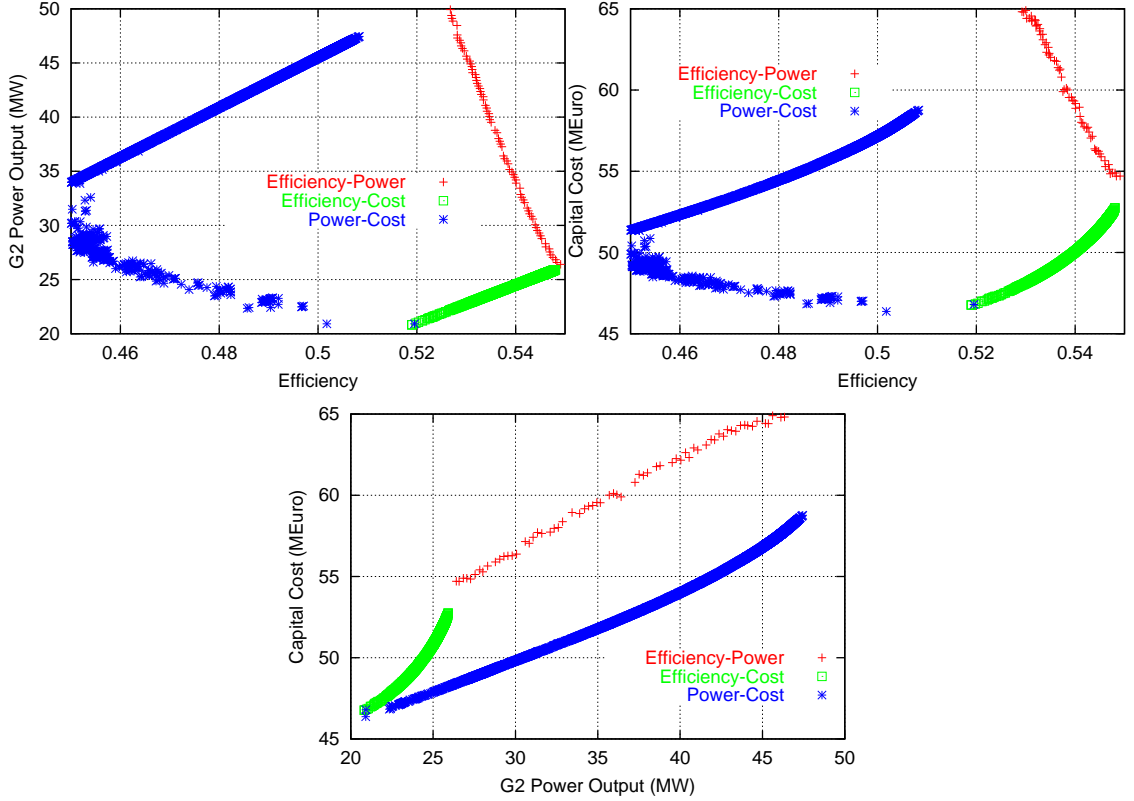 50
45
40
35
30
25
20
G2 Power Output (MW)
Efficiency-Power
Efficiency-Cost
Power-Cost
0.46
0.48
0.5
0.52
0.54
Efficiency
65
60
55
50
45
Capital Cost (MEuro)
Efficiency-Power
Efficiency-Cost
Power-Cost
0.46
0.48
0.5
0.52
0.54
Efficiency
65
60
55
50
45
Capital Cost (MEuro)
Efficiency-Power
Efficiency-Cost
Power-Cost
20
25
30
35
40
45
50
G2 Power Output (MW)